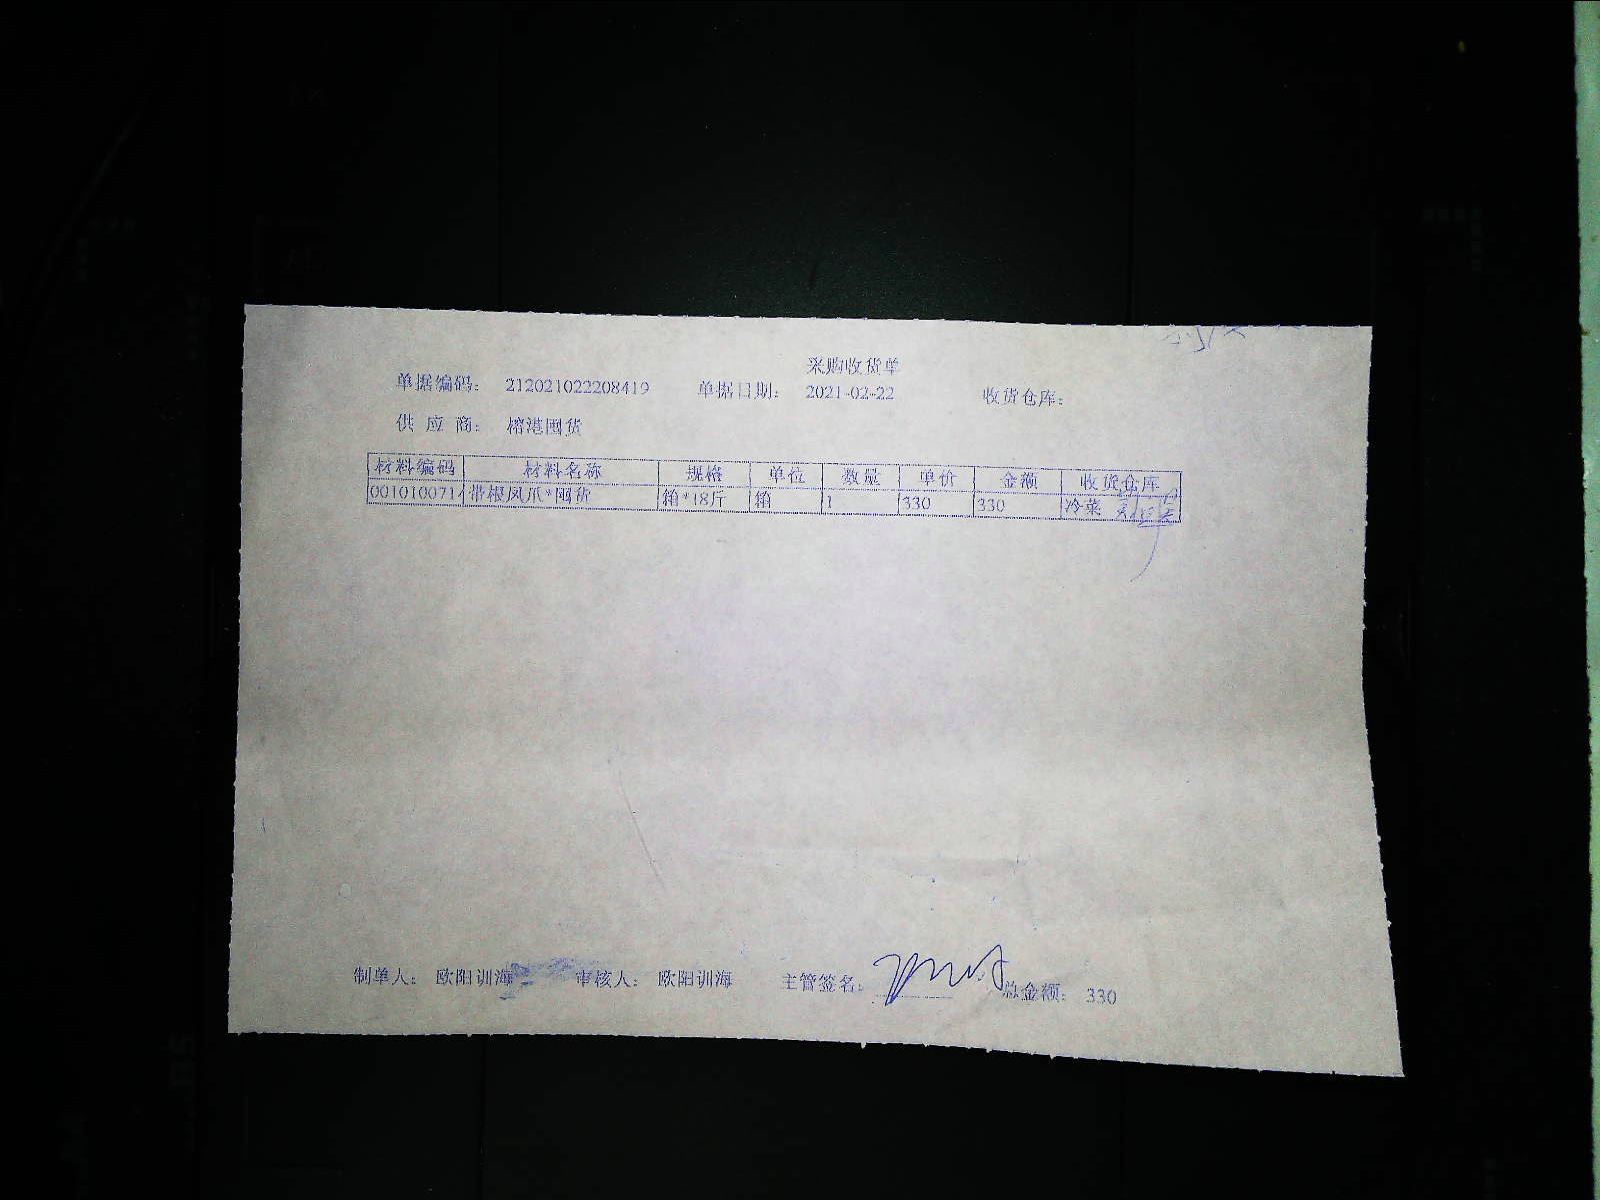 采购收货单
单据编码: 212021022208419 单据日期: 2021-02-22 收货仓库:
供应商: 榕港囤货
材料编码 材料名称 规格 单位 数量 单价 金额 收货仓库
001010071 带根凤爪*囤货 箱*18斤 箱 1 330 330 冷菜
制单人: 欧阳训海 审核人: 欧阳训海 主管签名: 总金额: 330